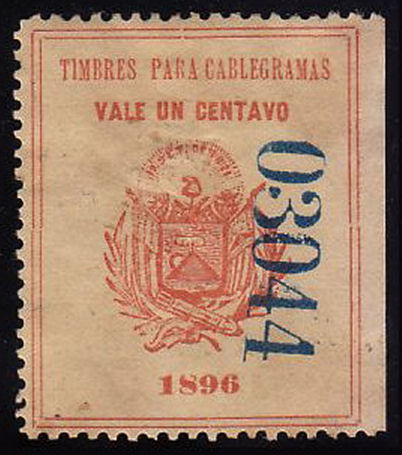 TIMBRES PARA CABLEGRAMAS
VALE UN CENTAVO
03044
1896